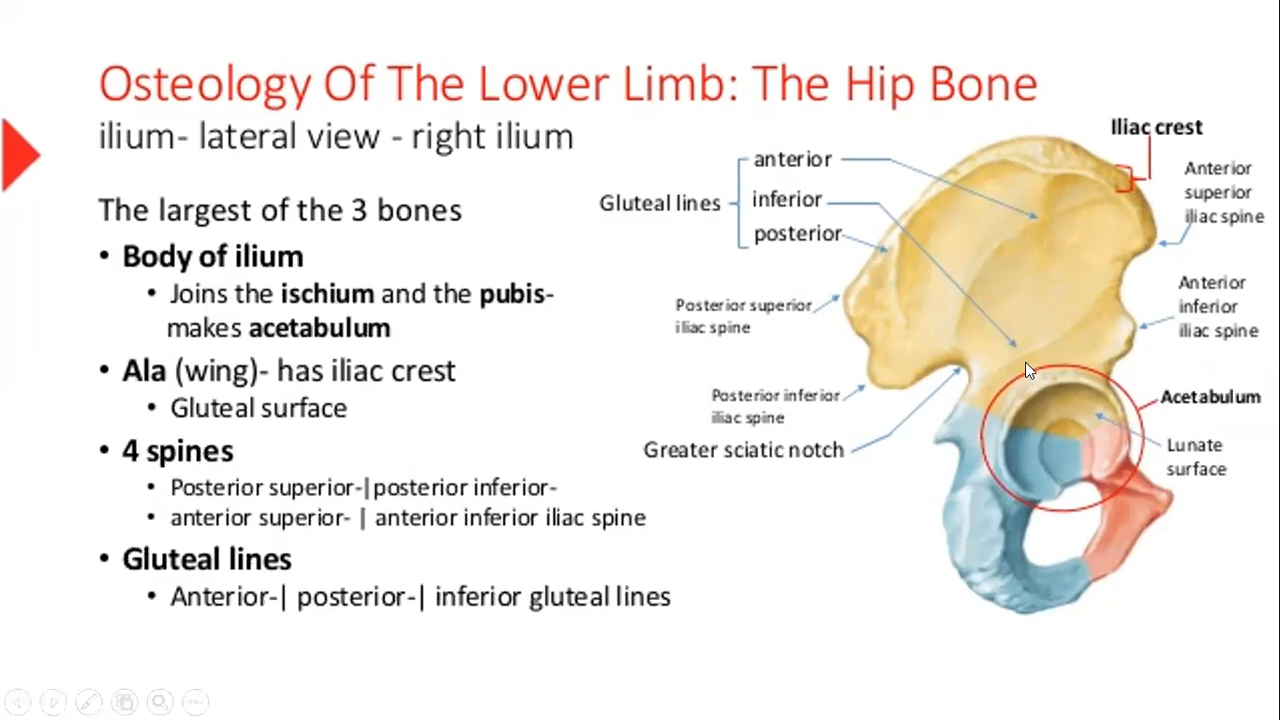 Osteology Of The Lower Limb: The Hip Bone
ilium- lateral view - right ilium
The largest of the 3 bones
• Body of ilium
• Joins the ischium and the pubis-
makes acetabulum
• Ala (wing)- has iliac crest
• Gluteal surface
• 4 spines
• Posterior superior-|posterior inferior-
• anterior superior- | anterior inferior iliac spine
• Gluteal lines
• Anterior-| posterior-| inferior gluteal lines
Gluteal lines
anterior
inferior
posterior
Posterior superior
iliac spine
Posterior inferior
iliac spine
Greater sciatic notch
Iliac crest
Anterior
superior
iliac spine
Anterior
inferior
iliac spine
Acetabulum
Lunate
surface